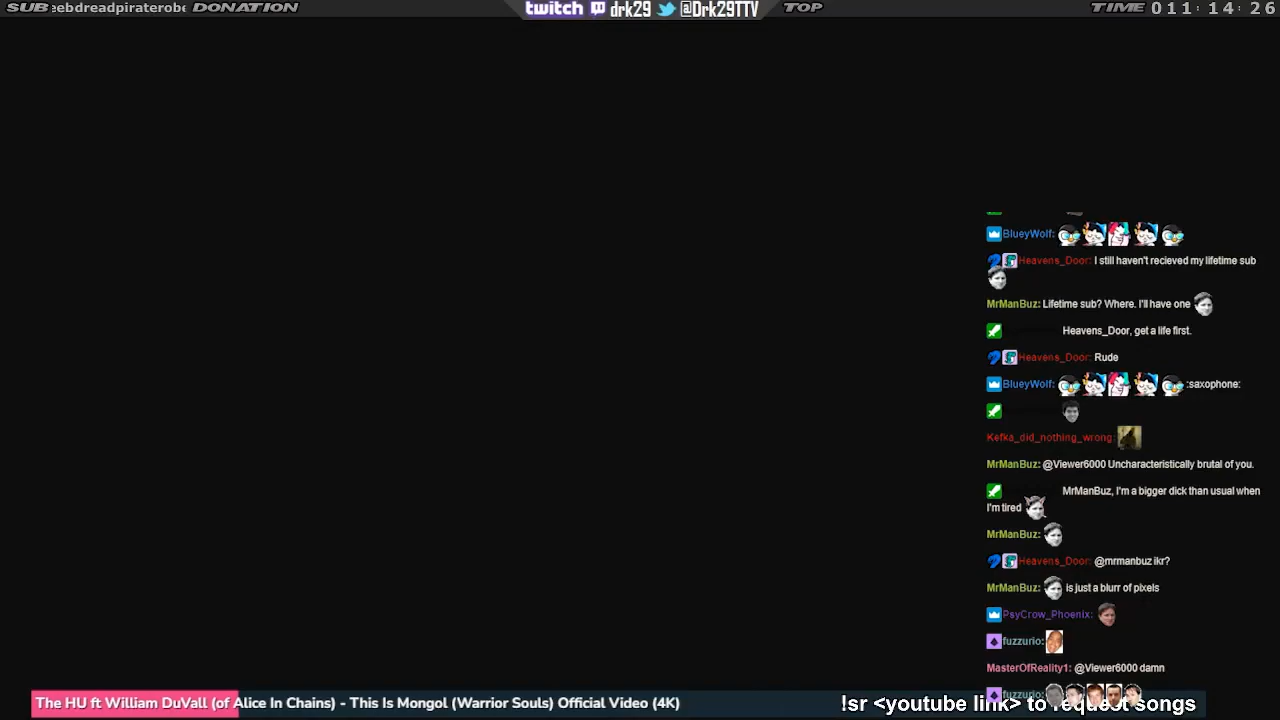 SUB ebdreadpiraterobe DONATION
twitch drk29 @Drk29TTV
TOP
TIME 011:14:26
BlueyWolf:
Heavens_Door: I still haven't recieved my lifetime sub
MrManBuz: Lifetime sub? Where. I'll have one
Heavens_Door, get a life first.
Heavens_Door: Rude
BlueyWolf: :saxophone:
Kefka_did_nothing_wrong:
MrManBuz: @Viewer6000 Uncharacteristically brutal of you.
MrManBuz, I'm a bigger dick than usual when
I'm tired
MrManBuz:
Heavens_Door: @mrmanbuz ikr?
MrManBuz: is just a blurr of pixels
PsyCrow_Phoenix:
fuzzurio:
MasterOfReality1: @Viewer6000 damn
fuzzurio:
The HU ft William DuVall (of Alice In Chains) - This Is Mongol (Warrior Souls) Official Video (4K)
!sr <youtube link> to request songs